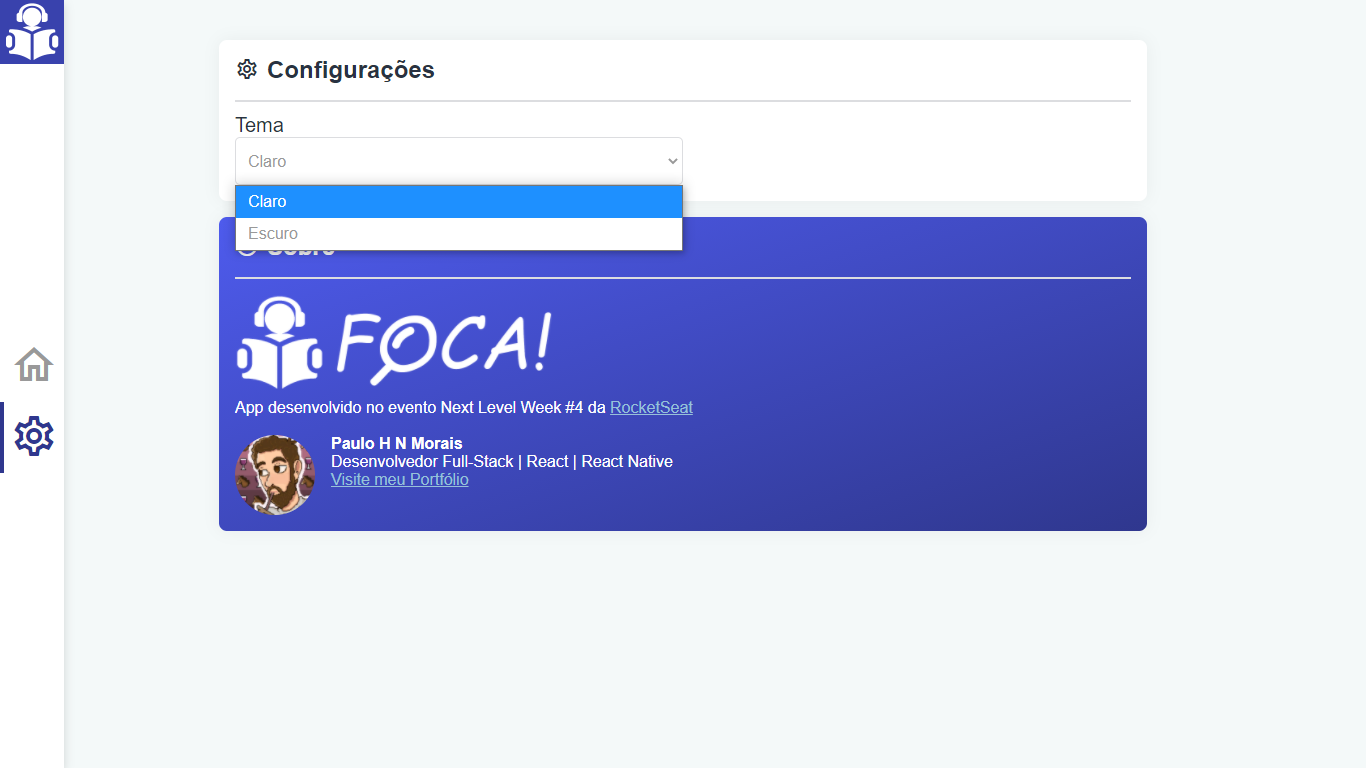 Configurações
Tema
Claro
Claro
Escuro
Sobre
FOCA!
App desenvolvido no evento Next Level Week #4 da RocketSeat
Paulo H N Morais
Desenvolvedor Full-Stack | React | React Native
Visite meu Portfólio